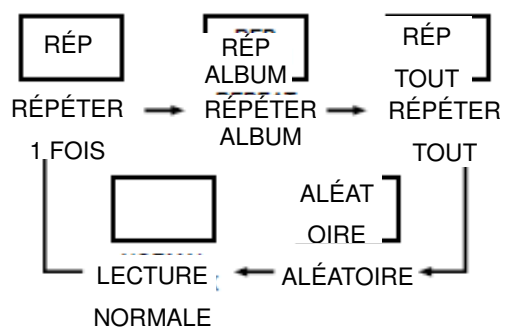 RÉP
RÉP
ALBUM
RÉP
TOUT
RÉPÉTER
1 FOIS
RÉPÉTER
ALBUM
RÉPÉTER
TOUT
ALÉAT
OIRE
LECTURE
NORMALE
ALÉATOIRE